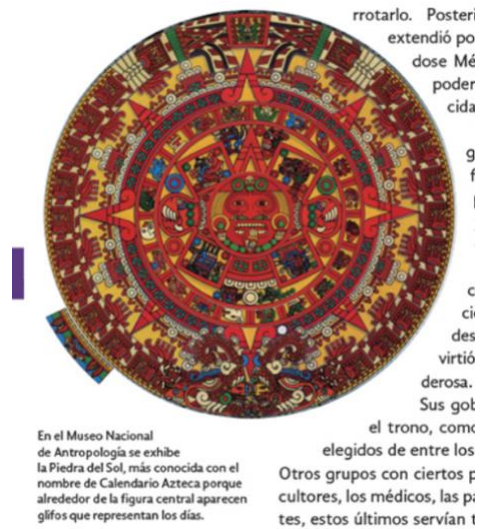 rrotarlo. Posteri
extendió po
dose Mé
poder
cida
g
f
c
cie
des
virtió
derosa.
Sus gob
el trono, como
elegidos de entre los
Otros grupos con ciertos p
cultores, los médicos, las pa
tes, estos últimos servían t
En el Museo Nacional
de Antropología se exhibe
la Piedra del Sol, más conocida con el
nombre de Calendario Azteca porque
alrededor de la figura central aparecen
glifos que representan los días.